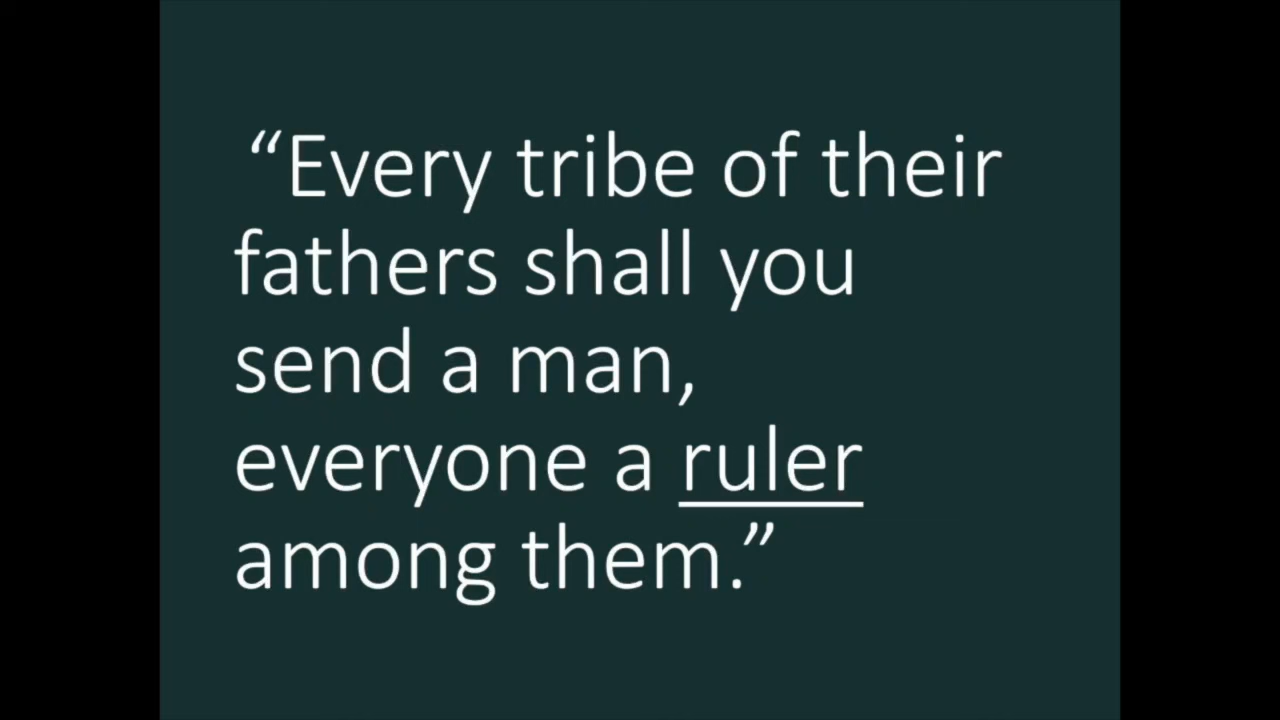 “Every tribe of their
fathers shall you
send a man,
everyone a ruler
among them.”